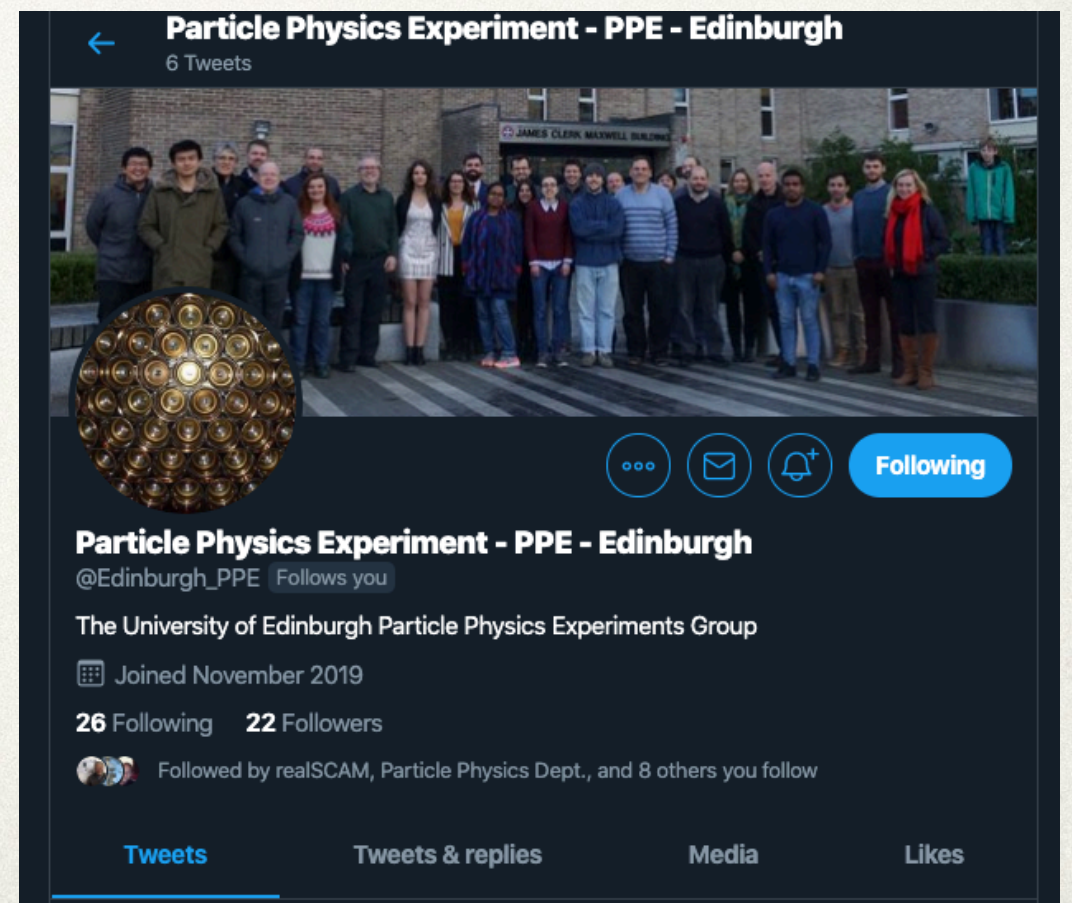 Particle Physics Experiment - PPE - Edinburgh
6 Tweets
JAMES CLERK MAXWELL BUILDING
Following
Particle Physics Experiment - PPE - Edinburgh
@Edinburgh_PPE Follows you
The University of Edinburgh Particle Physics Experiments Group
Joined November 2019
26 Following 22 Followers
Followed by realSCAM, Particle Physics Dept., and 8 others you follow
Tweets Tweets & replies Media Likes